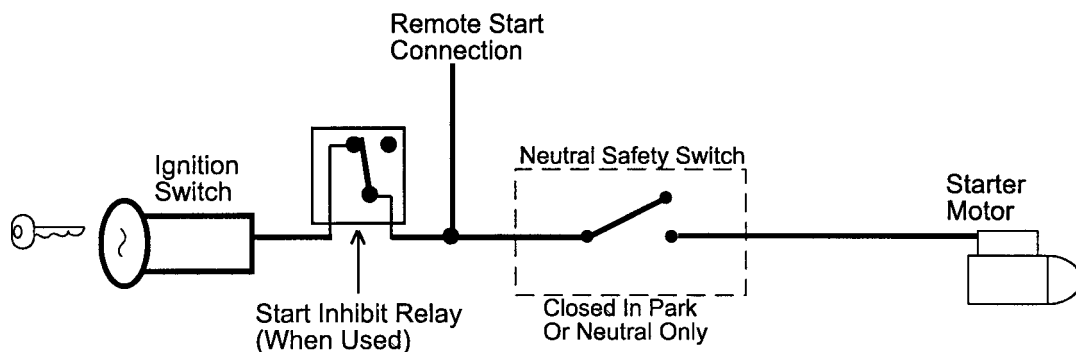 Remote Start
Connection
Ignition
Switch
Neutral Safety Switch
Starter
Motor
Start Inhibit Relay
(When Used)
Closed In Park
Or Neutral Only